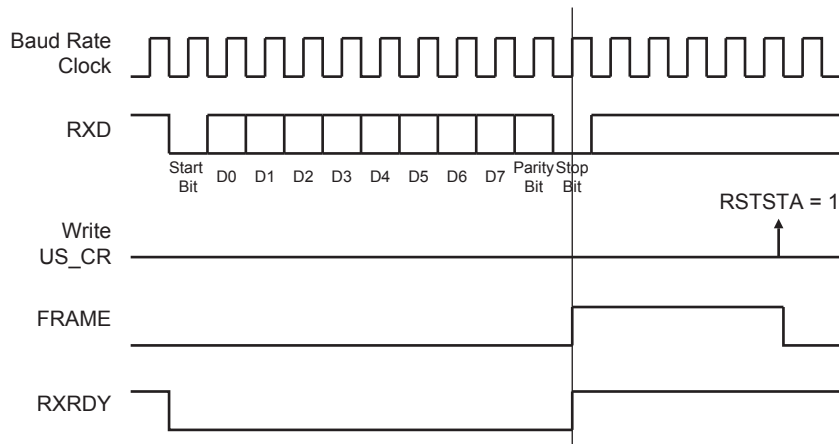 Baud Rate
Clock
RXD
Start
Bit
D0 D1 D2 D3 D4 D5 D6 D7
Parity
Bit
Stop
Bit
RSTSTA = 1
Write
US_CR
FRAME
RXRDY